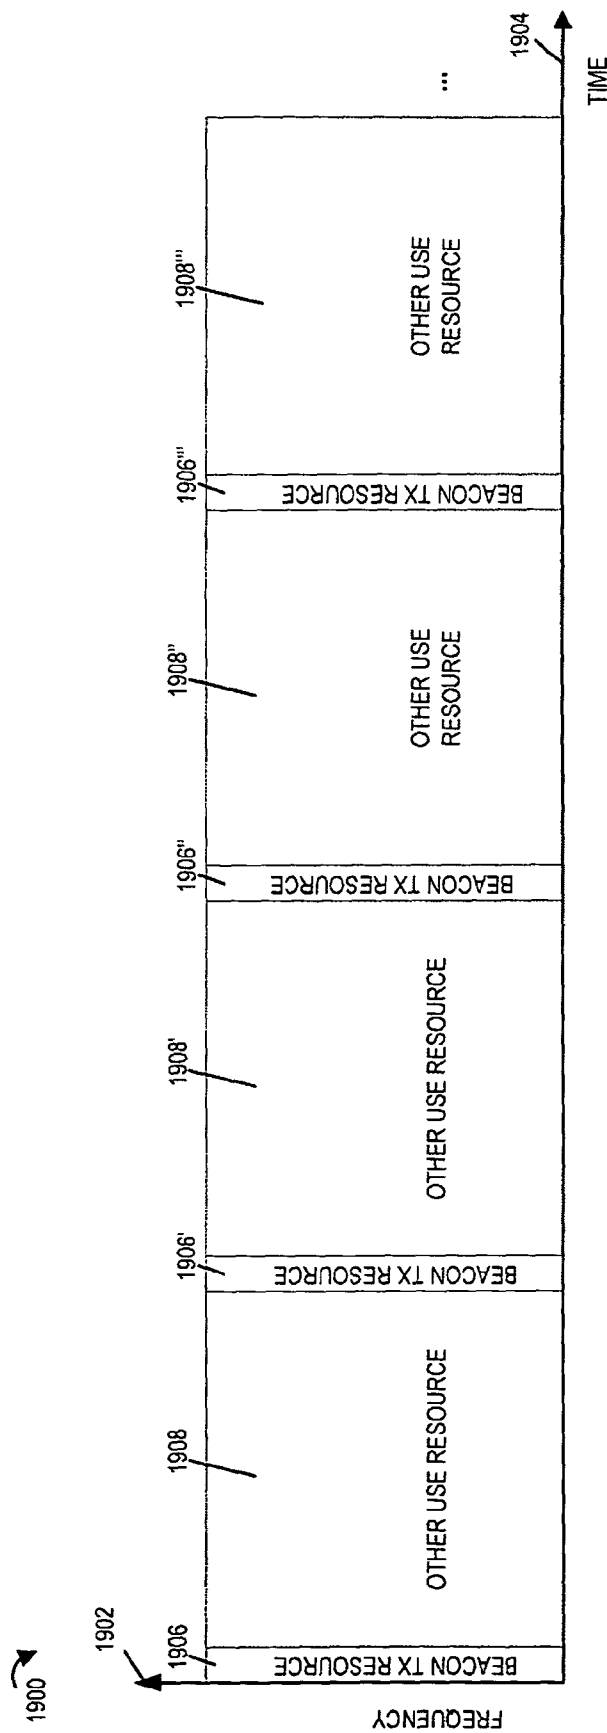 1900
1902
FREQUENCY
1906
BEACON TX RESOURCE
1908
OTHER USE RESOURCE
1906'
BEACON TX RESOURCE
1908'
OTHER USE RESOURCE
1906''
BEACON TX RESOURCE
1908''
OTHER USE
RESOURCE
1906'''
BEACON TX RESOURCE
1908'''
OTHER USE
RESOURCE
...
1904
TIME